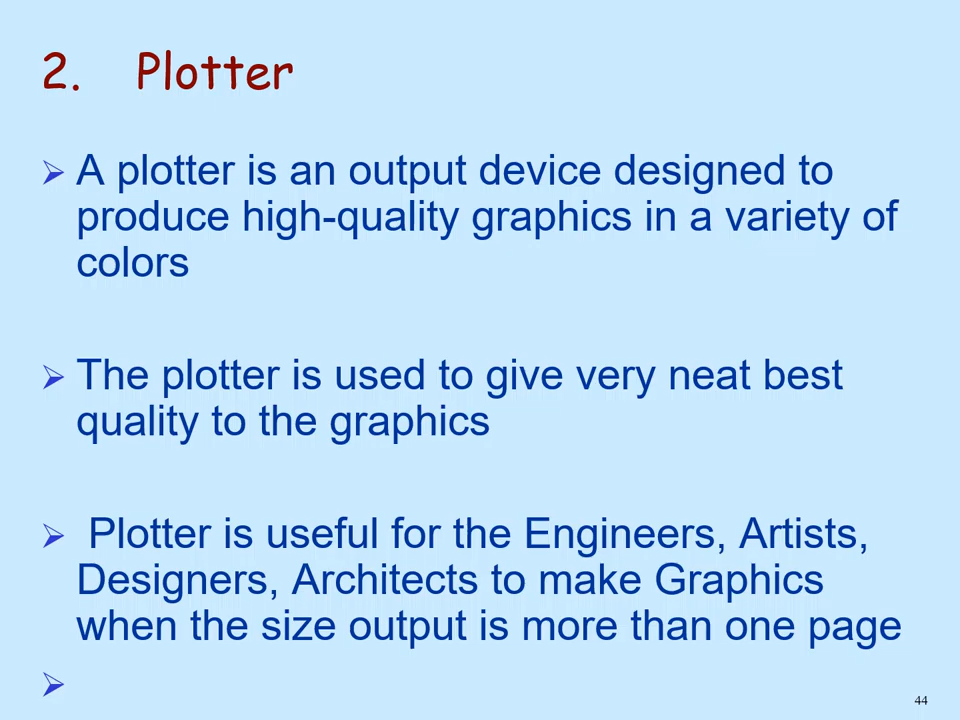 2. Plotter
➢ A plotter is an output device designed to
produce high-quality graphics in a variety of
colors
➢ The plotter is used to give very neat best
quality to the graphics
➢ Plotter is useful for the Engineers, Artists,
Designers, Architects to make Graphics
when the size output is more than one page
➢
44